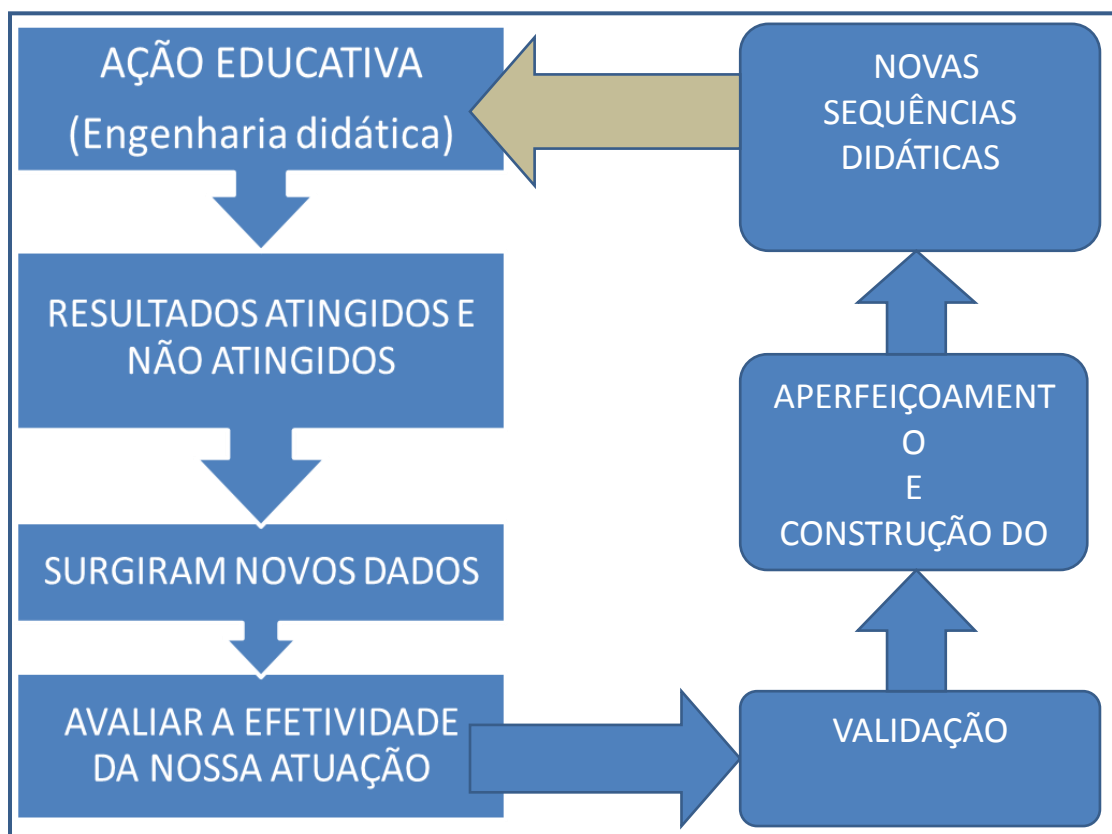 AÇÃO EDUCATIVA
(Engenharia didática)
RESULTADOS ATINGIDOS E
NÃO ATINGIDOS
SURGIRAM NOVOS DADOS
AVALIAR A EFETIVIDADE
DA NOSSA ATUAÇÃO
VALIDAÇÃO
APERFEIÇOAMENT
O
E
CONSTRUÇÃO DO
NOVAS
SEQUÊNCIAS
DIDÁTICAS